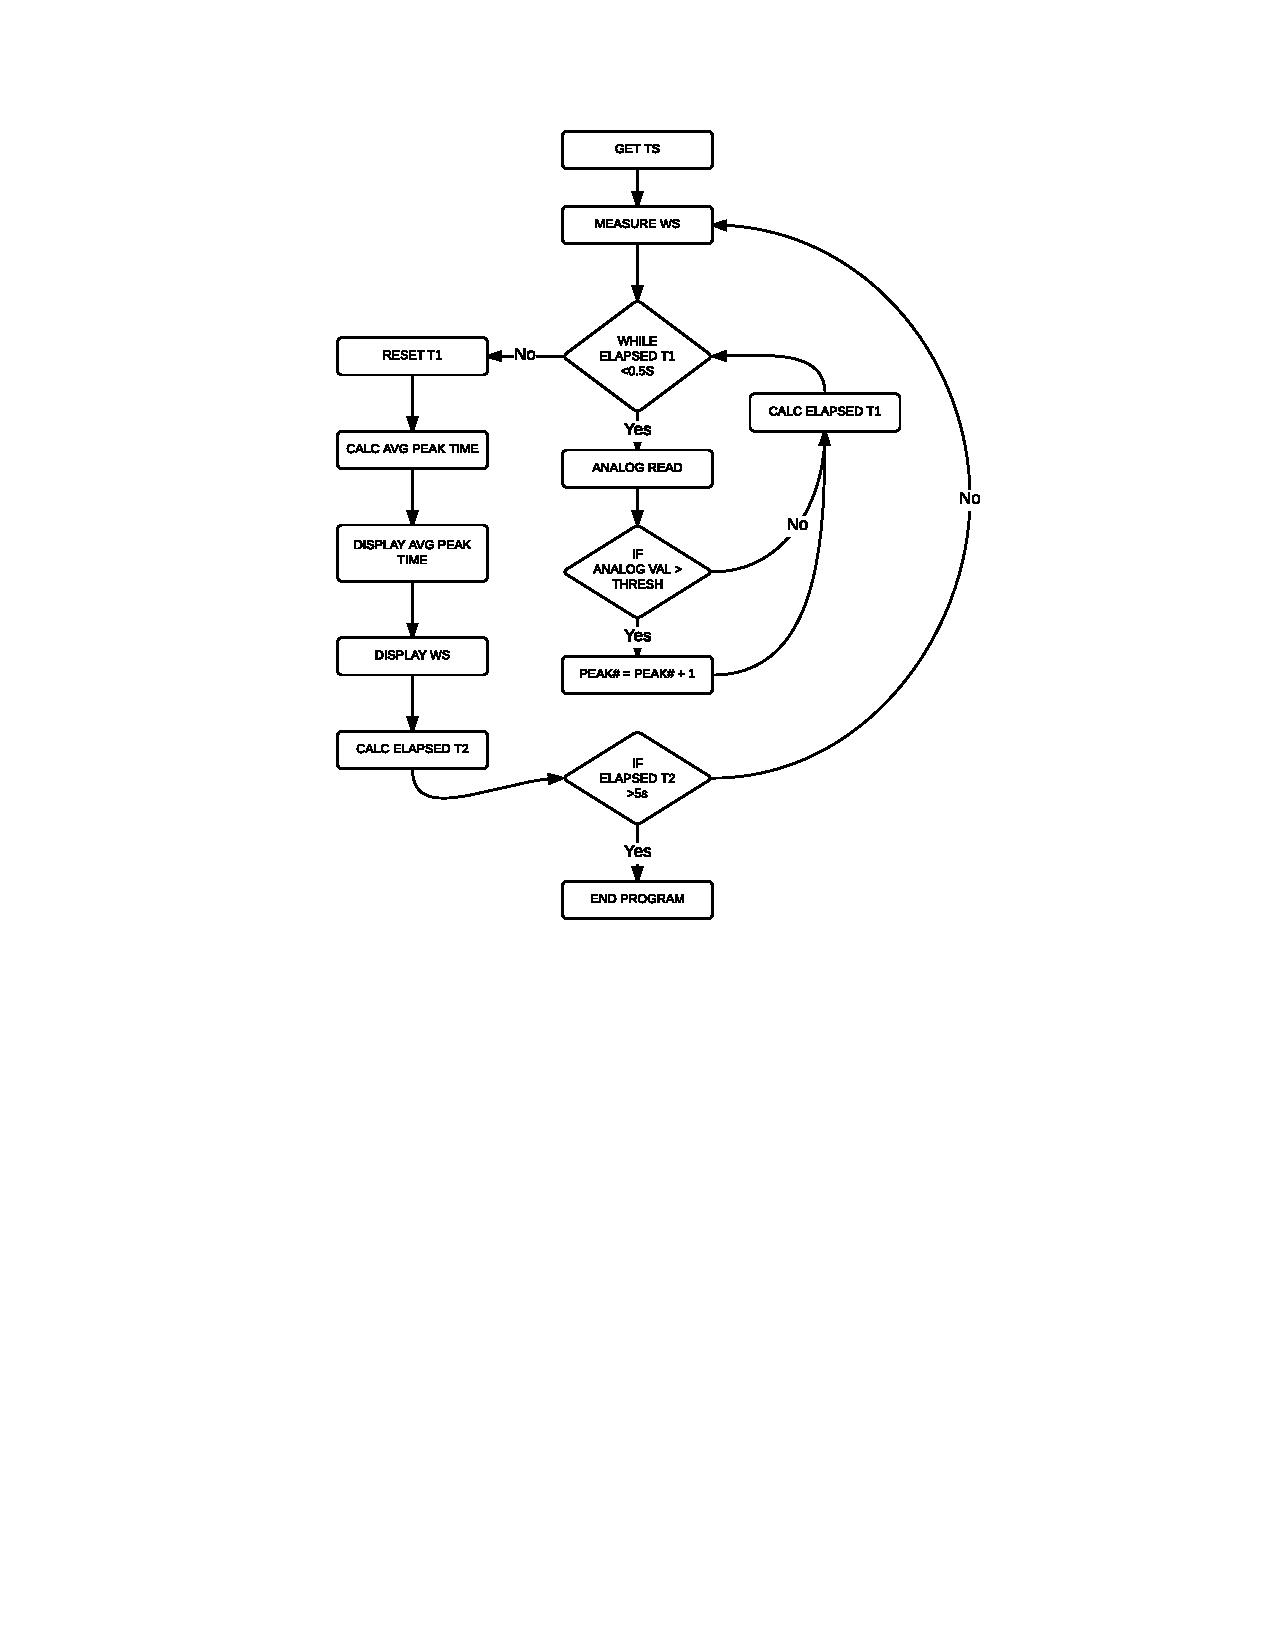 GET TS
MEASURE WS
WHILE
ELAPSED T1
<0.5S
No
RESET T1
Yes
CALC ELAPSED T1
CALC AVG PEAK TIME
ANALOG READ
No
No
DISPLAY AVG PEAK
TIME
IF
ANALOG VAL >
THRESH
Yes
DISPLAY WS
PEAK# = PEAK# + 1
CALC ELAPSED T2
IF
ELAPSED T2
>5s
Yes
END PROGRAM